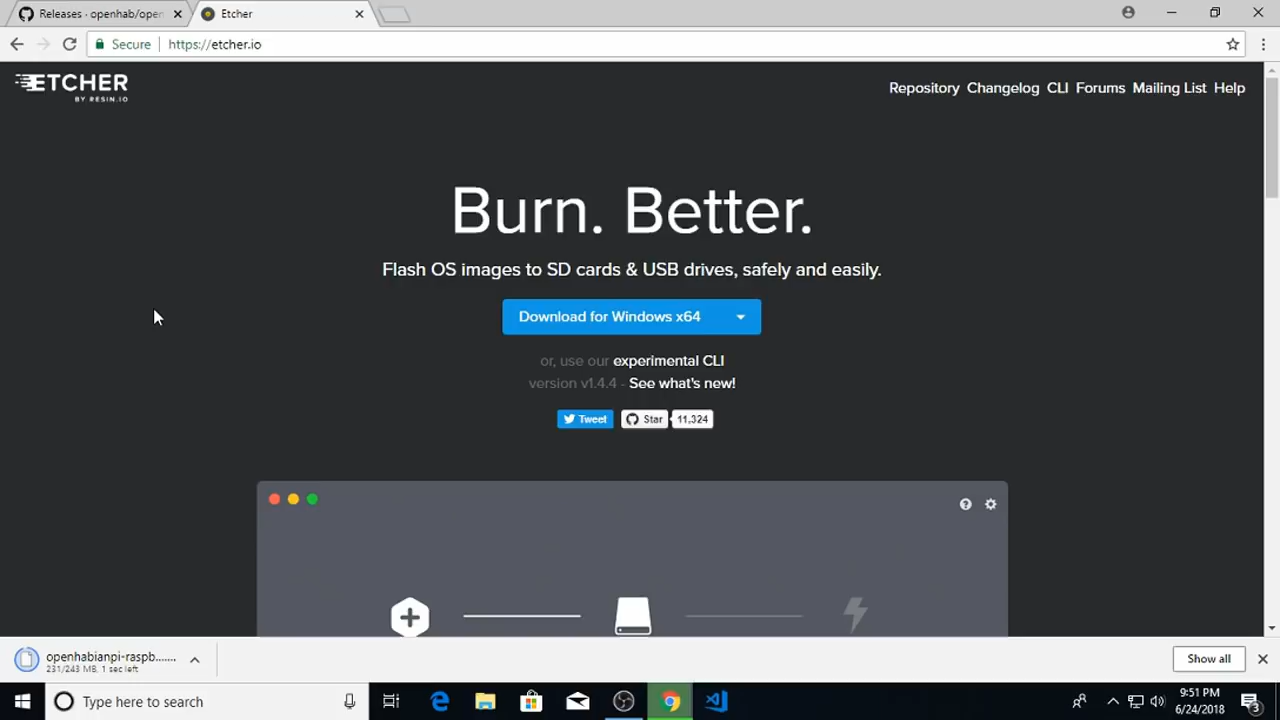 Releases · openhab/open
Etcher
Secure
https://etcher.io
ETCHER
BY RESIN.IO
Repository Changelog CLI Forums Mailing List Help
Burn. Better.
Flash OS images to SD cards & USB drives, safely and easily.
Download for Windows x64
or, use our experimental CLI
version v1.4.4 - See what's new!
Tweet
Star
11,324
openhabianpi-raspb.......
231/243 MB, 1 sec left
Show all
Type here to search
9:51 PM
6/24/2018
3